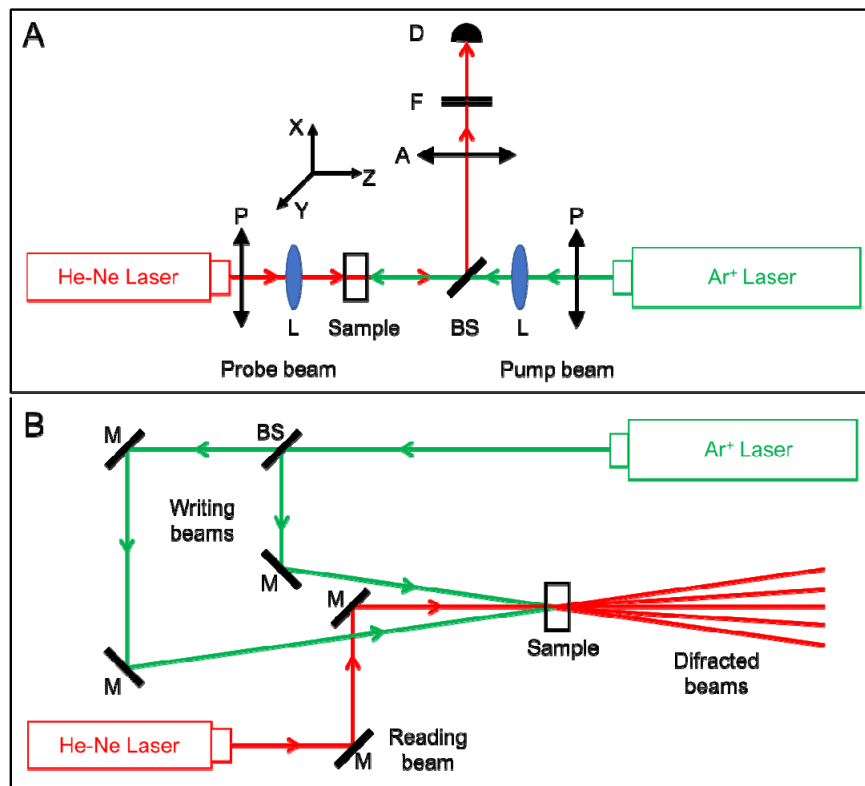 A
D
F
X
A
Z
Y
P
P
He-Ne Laser
Ar⁺ Laser
L
Sample
BS
L
Probe beam
Pump beam
B
M
BS
Ar⁺ Laser
Writing
beams
M
M
Sample
M
Difracted
beams
He-Ne Laser
Reading
M
beam